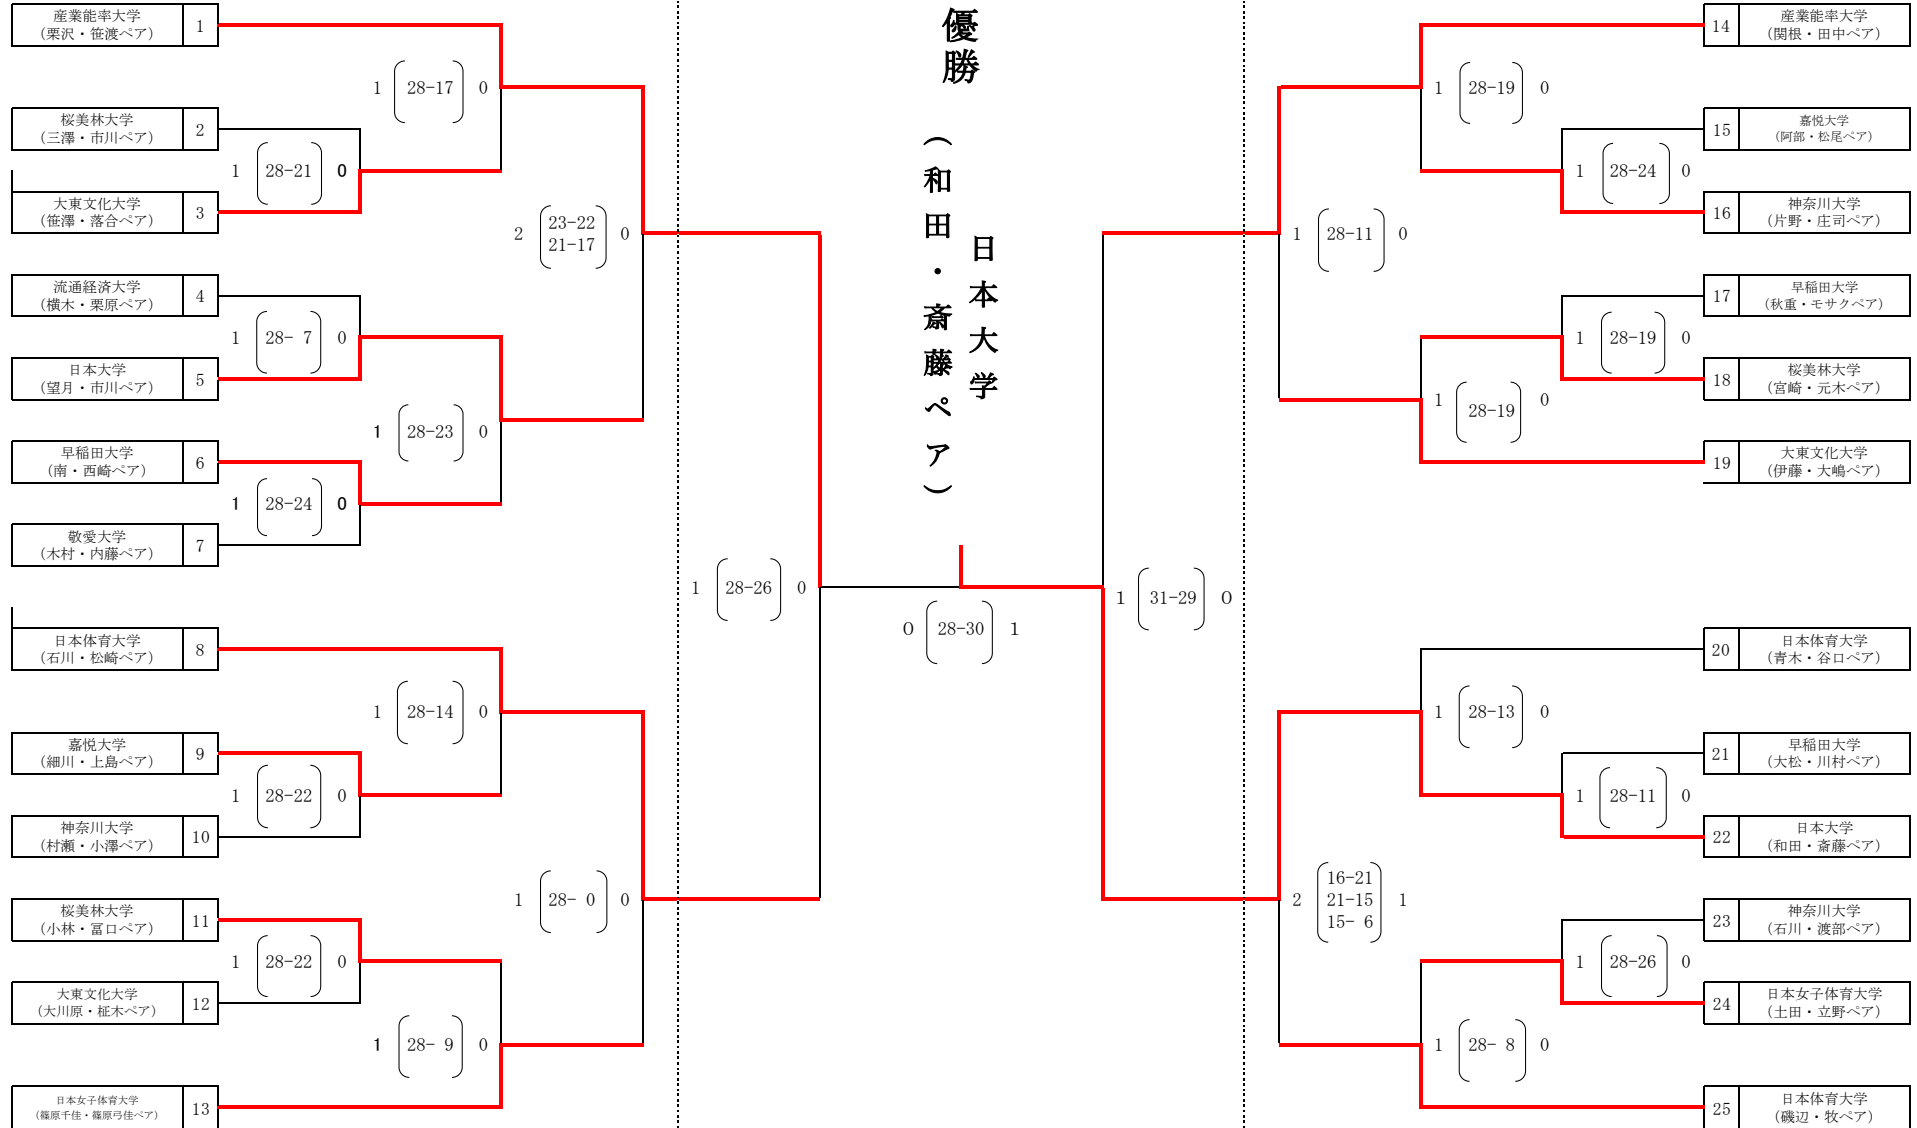 産業能率大学
（栗沢・笹渡ペア）
1
1 28-17 0
桜美林大学
（三澤・市川ペア）
2
1 28-21 0
大東文化大学
（笹澤・落合ペア）
3
2 23-22 0
21-17
流通経済大学
（横木・栗原ペア）
4
1 28- 7 0
日本大学
（望月・市川ペア）
5
1 28-23 0
早稲田大学
（南・西崎ペア）
6
1 28-24 0
敬愛大学
（木村・内藤ペア）
7
1 28-26 0
日本体育大学
（石川・松崎ペア）
8
1 28-14 0
嘉悦大学
（細川・上島ペア）
9
1 28-22 0
神奈川大学
（村瀬・小澤ペア）
10
1 28- 0 0
桜美林大学
（小林・冨口ペア）
11
1 28-22 0
大東文化大学
（大川原・柾木ペア）
12
1 28- 9 0
日本女子体育大学
（篠原千佳・篠原弓佳ペア）
13
優勝
日本大学
（和田・斎藤ペア）
0 28-30 1
産業能率大学
14
（関根・田中ペア）
1 28-19 0
嘉悦大学
15
（阿部・松尾ペア）
1 28-24 0
神奈川大学
16
（片野・庄司ペア）
1 28-11 0
早稲田大学
17
（秋重・モサクペア）
1 28-19 0
桜美林大学
18
（宮崎・元木ペア）
1 28-19 0
大東文化大学
19
（伊藤・大嶋ペア）
1 31-29 0
日本体育大学
20
（青木・谷口ペア）
1 28-13 0
早稲田大学
21
（大松・川村ペア）
1 28-11 0
日本大学
22
（和田・斎藤ペア）
2 16-21 1
21-15
15- 6
神奈川大学
23
（石川・渡部ペア）
1 28-26 0
日本女子体育大学
24
（土田・立野ペア）
1 28- 8 0
日本体育大学
25
（磯辺・牧ペア）